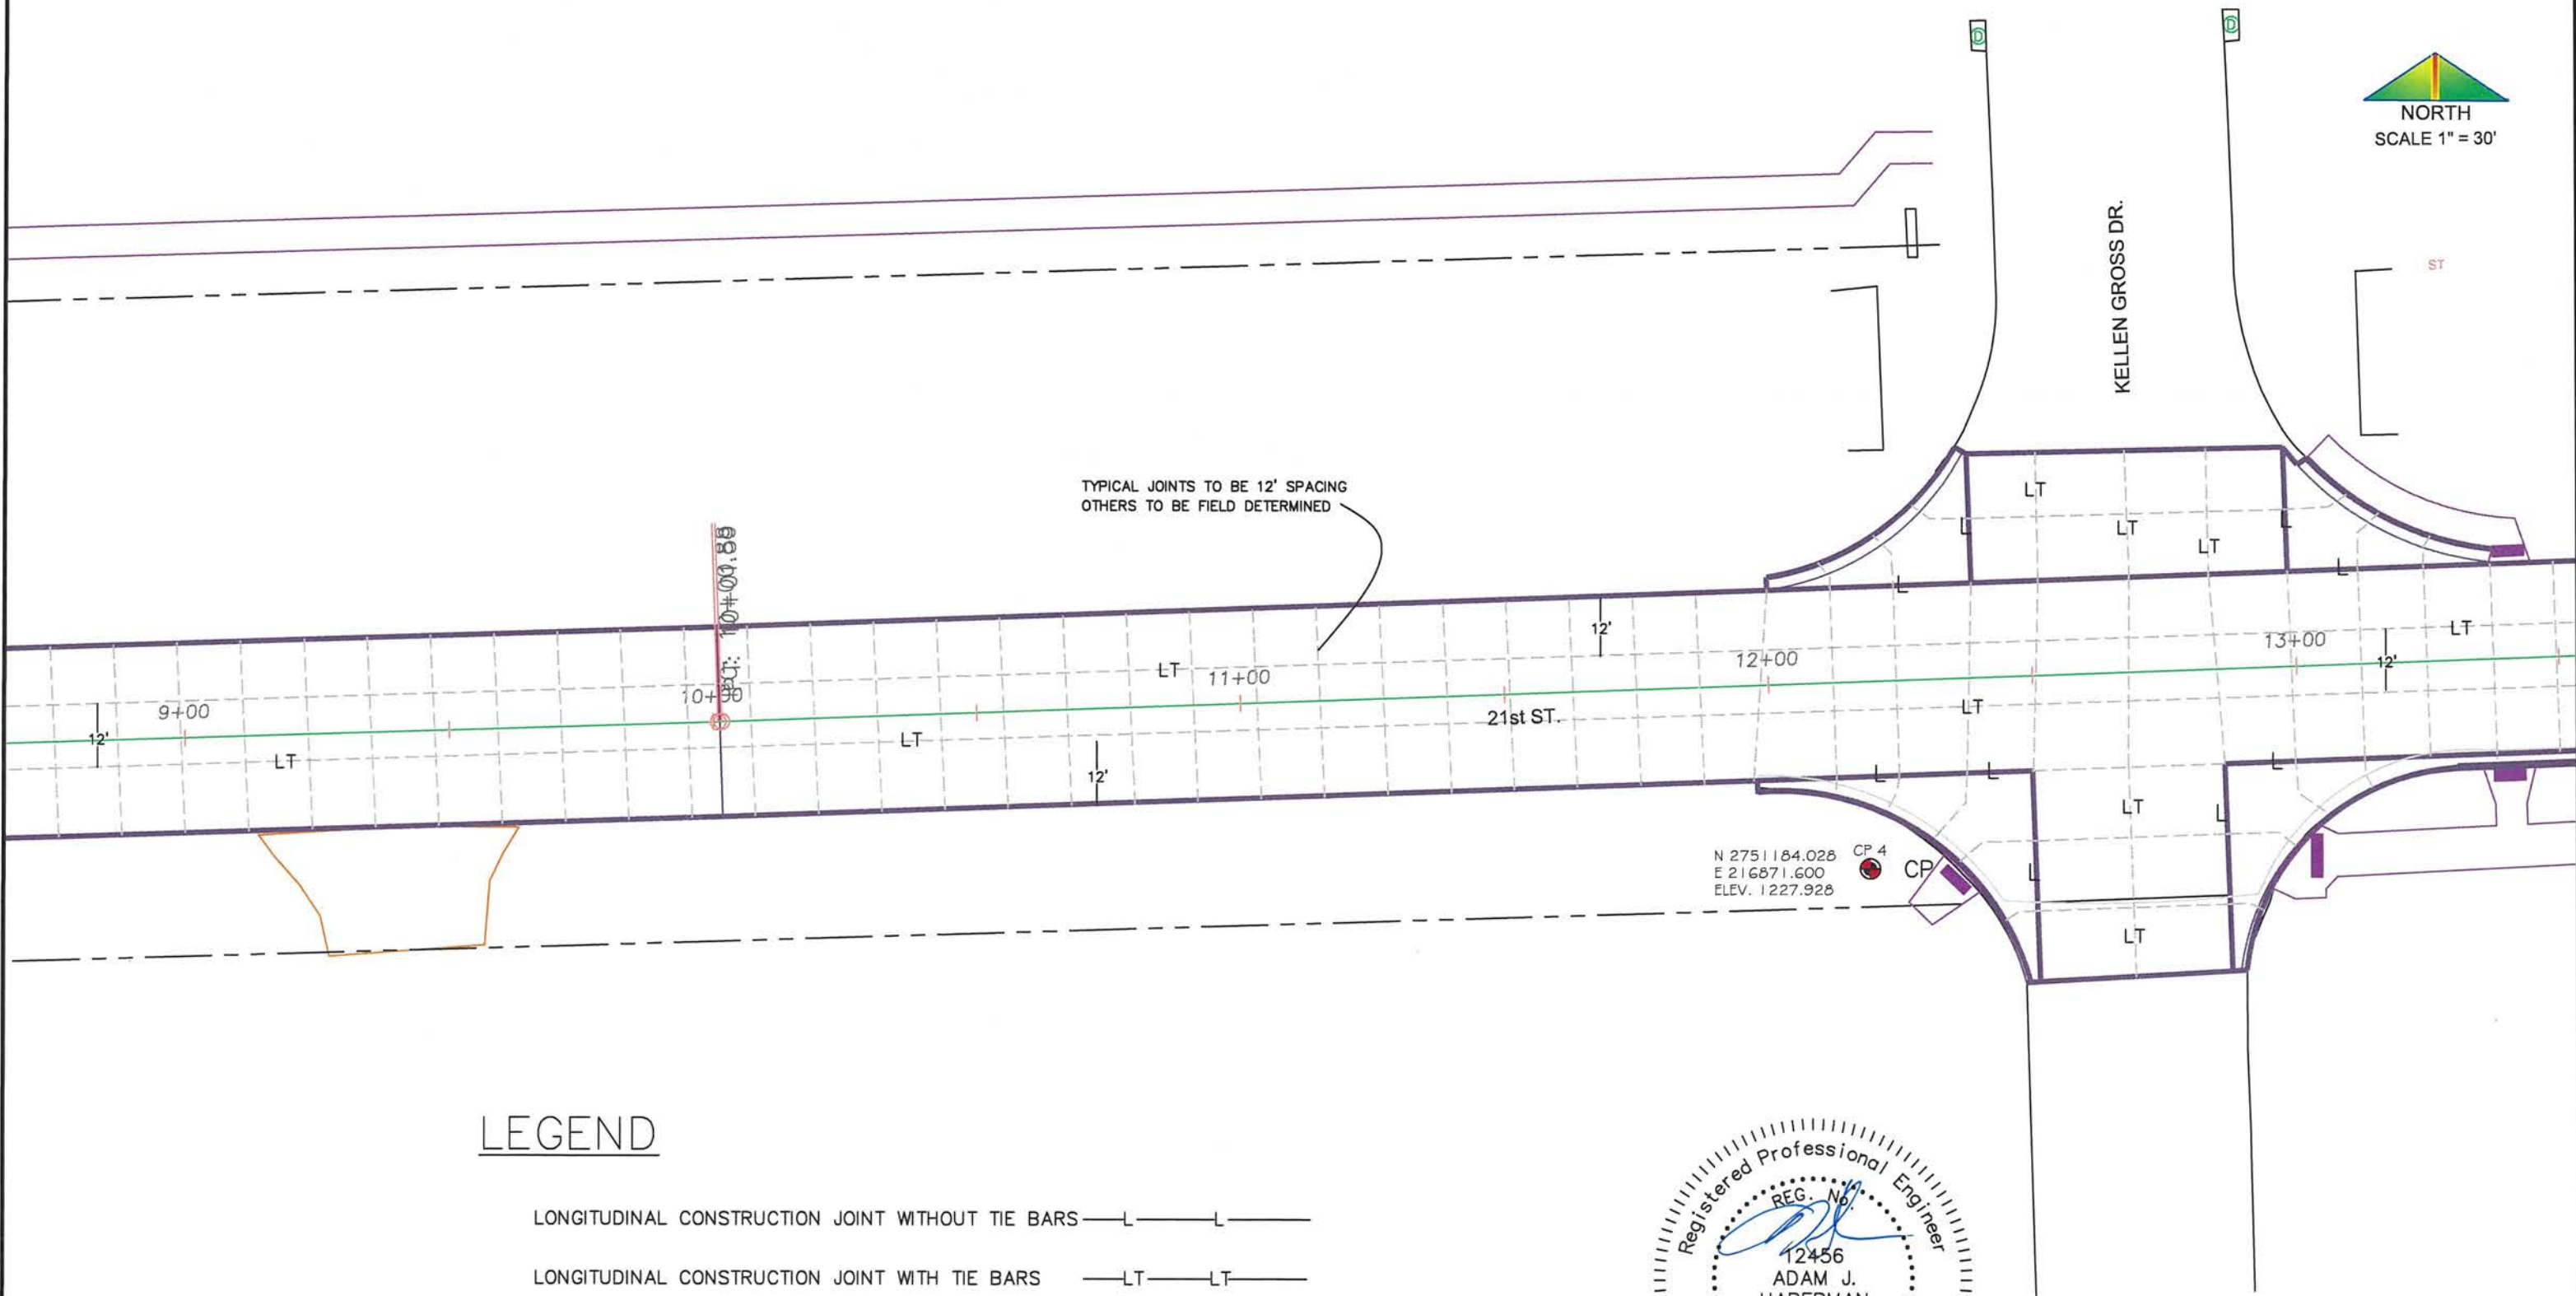 D
D
NORTH
SCALE 1" = 30'
KELLEN GROSS DR.
ST
TYPICAL JOINTS TO BE 12' SPACING
OTHERS TO BE FIELD DETERMINED
LT
LT
LT
L
L
L
L
12'
LT
12'
13+00
12+00
LT
11+00
10+00
9+00
12'
LT
LT
12'
21st ST.
LT
L
L
L
LT
L
L
LT
N 2751184.028
E 216871.600
ELEV. 1227.928
CP 4
CP
LEGEND
LONGITUDINAL CONSTRUCTION JOINT WITHOUT TIE BARS L L
LONGITUDINAL CONSTRUCTION JOINT WITH TIE BARS LT LT
Registered Professional Engineer
REG. No.
12456
ADAM J.